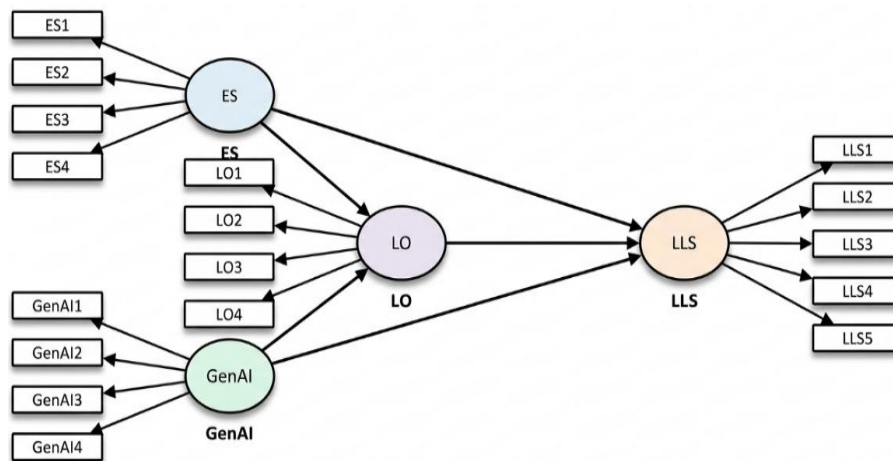 ES1
ES2
ES3
ES4
ES
ES
LO1
LO2
LO3
LO4
LO
LO
GenAI1
GenAI2
GenAI3
GenAI4
GenAI
GenAI
LLS
LLS
LLS1
LLS2
LLS3
LLS4
LLS5